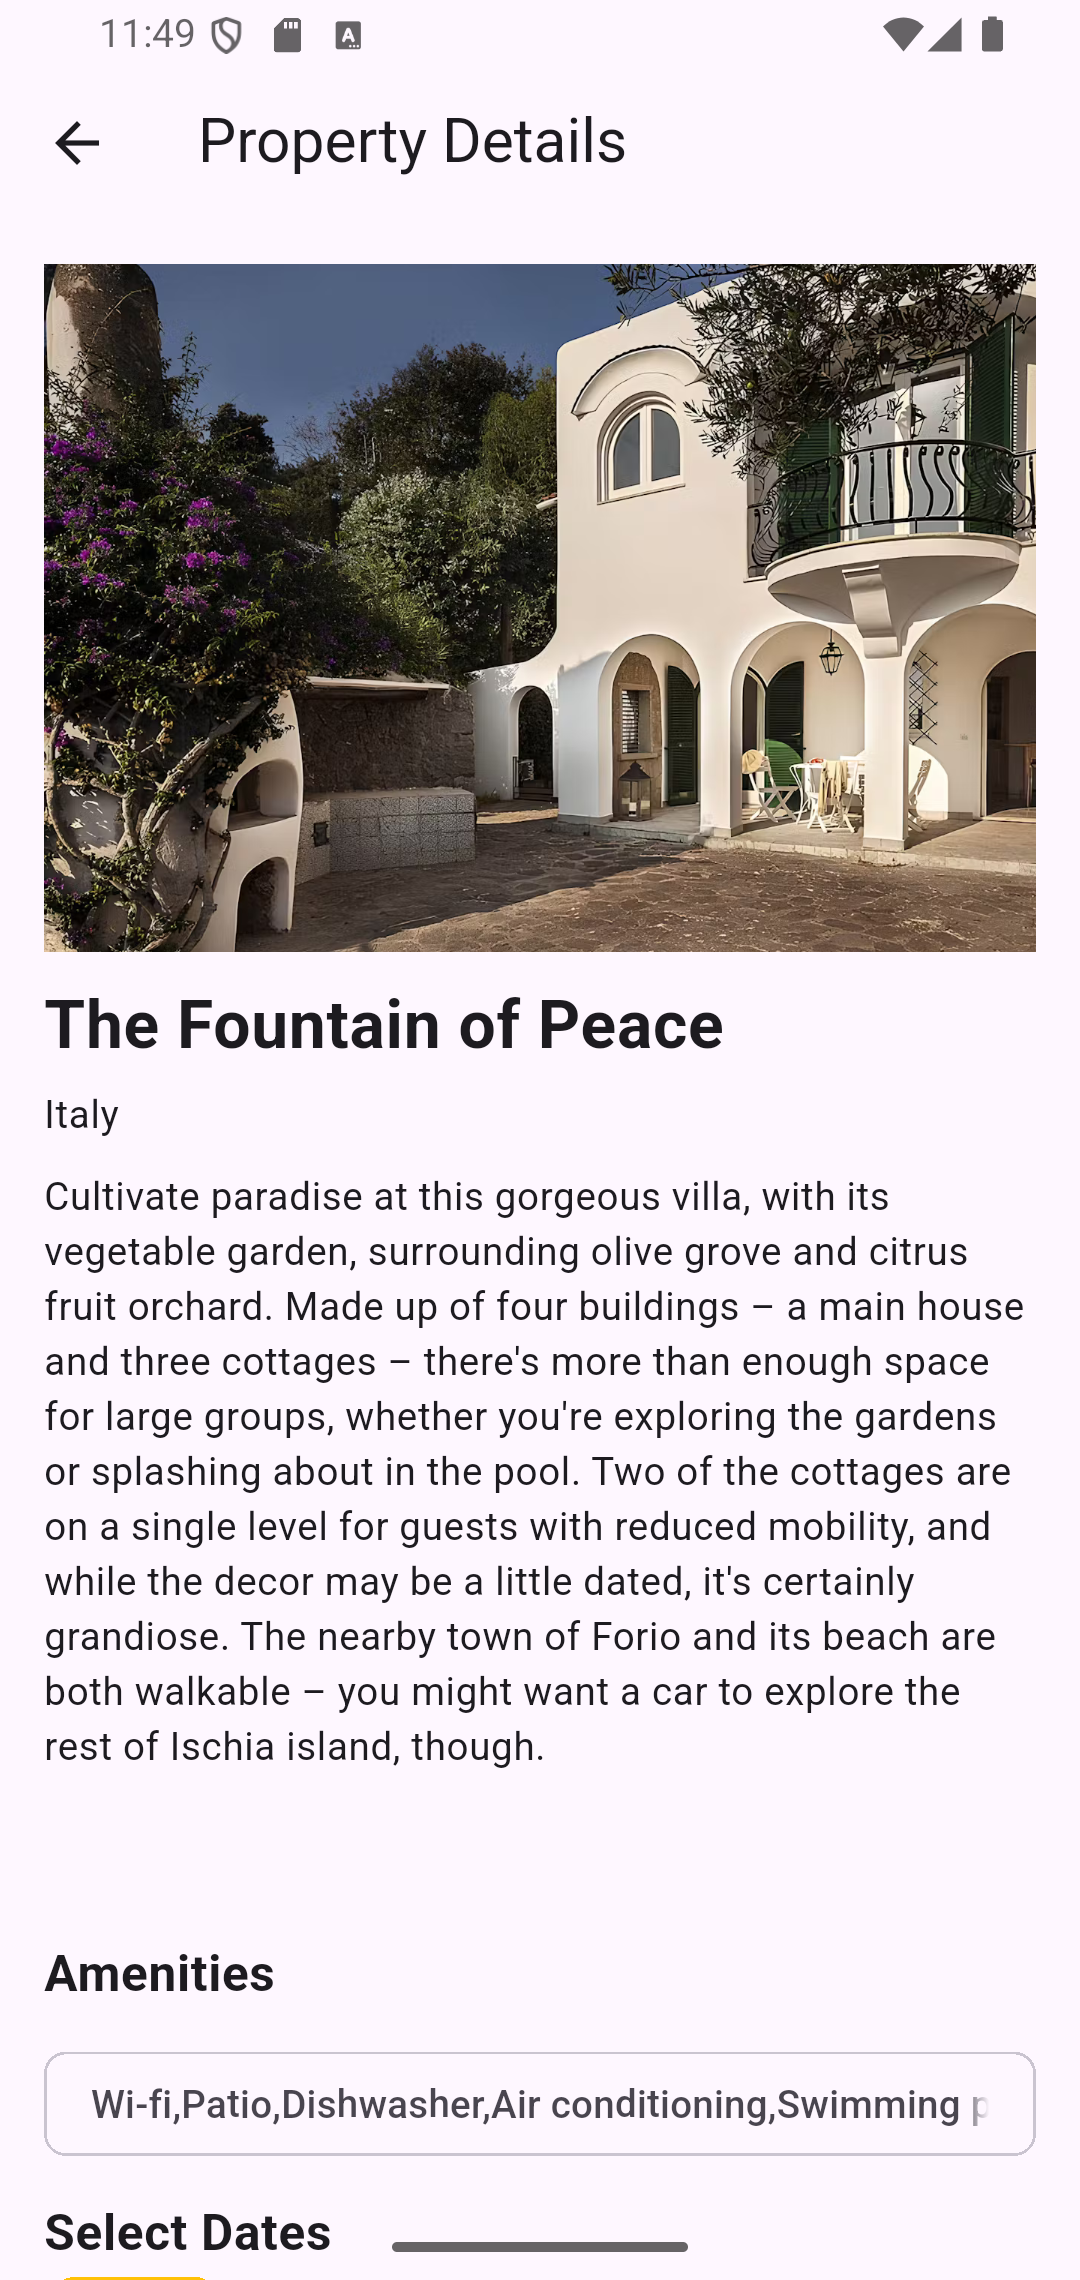 11:49
Property Details
The Fountain of Peace
Italy
Cultivate paradise at this gorgeous villa, with its
vegetable garden, surrounding olive grove and citrus
fruit orchard. Made up of four buildings – a main house
and three cottages – there's more than enough space
for large groups, whether you're exploring the gardens
or splashing about in the pool. Two of the cottages are
on a single level for guests with reduced mobility, and
while the decor may be a little dated, it's certainly
grandiose. The nearby town of Forio and its beach are
both walkable – you might want a car to explore the
rest of Ischia island, though.
Amenities
Wi-fi,Patio,Dishwasher,Air conditioning,Swimming p
Select Dates